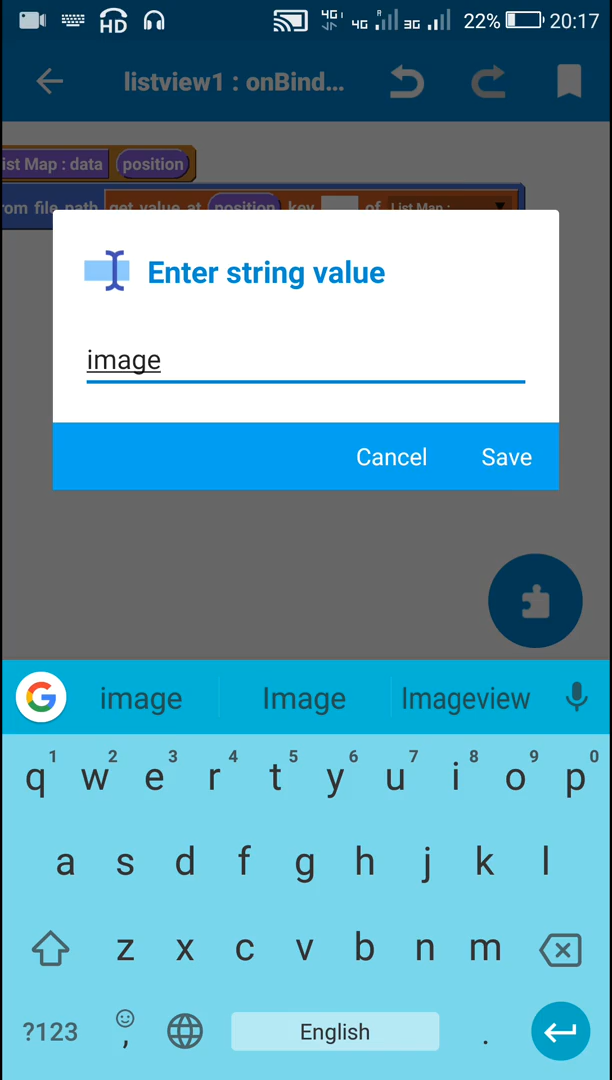 HD 4G 4G R 3G 22% 20:17
listview1 : onBind...
ist Map : data position
rom file path get value at position key of List Map :
Enter string value
image
Cancel Save
image Image Imageview
1 2 3 4 5 6 7 8 9 0
q w e r t y u i o p
a s d f g h j k l
z x c v b n m
?123 , English .